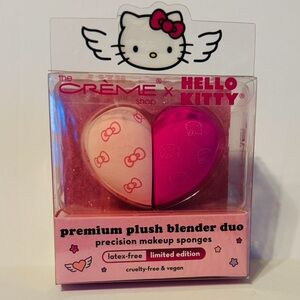 the
CRÈME®
shop
x
HELLO
KITTY®
premium plush blender duo
precision makeup sponges
latex-free limited edition
cruelty-free & vegan